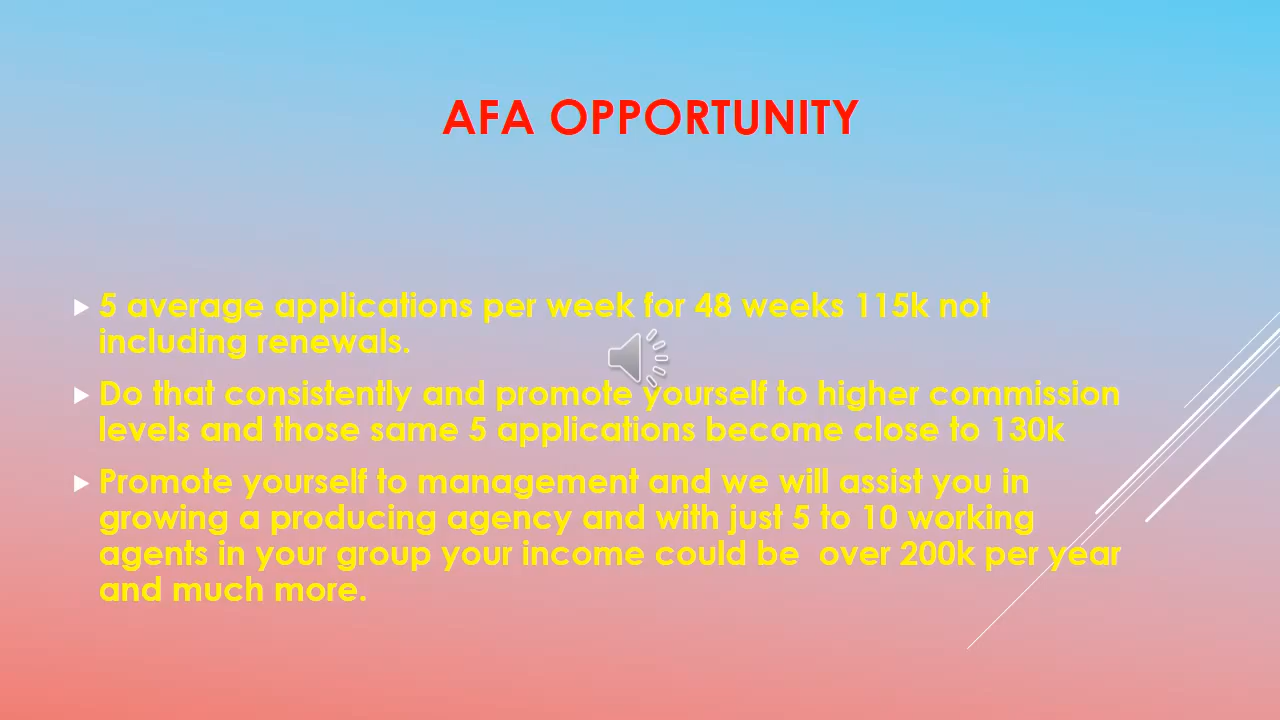 AFA OPPORTUNITY
5 average applications per week for 48 weeks 115k not
including renewals.
Do that consistently and promote yourself to higher commission
levels and those same 5 applications become close to 130k
Promote yourself to management and we will assist you in
growing a producing agency and with just 5 to 10 working
agents in your group your income could be  over 200k per year
and much more.